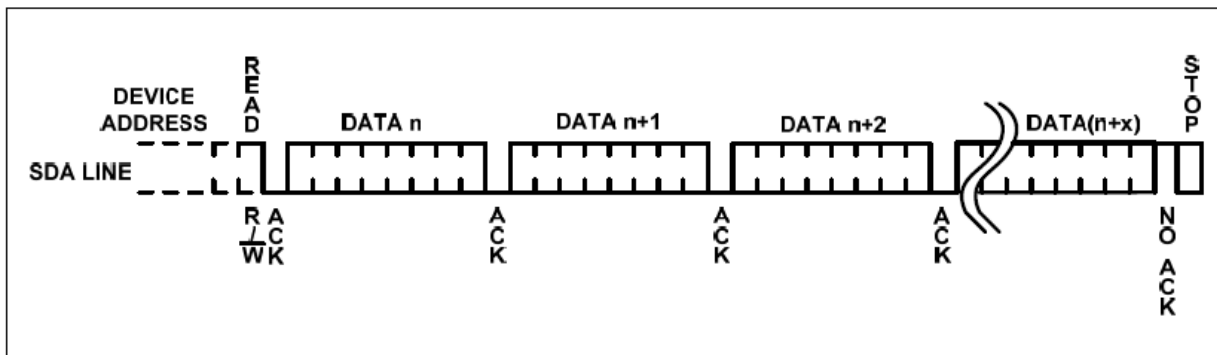 READ
STOP
DEVICE
ADDRESS
DATA n
DATA n+1
DATA n+2
DATA(n+x)
SDA LINE
R/W
ACK
ACK
ACK
ACK
NO ACK